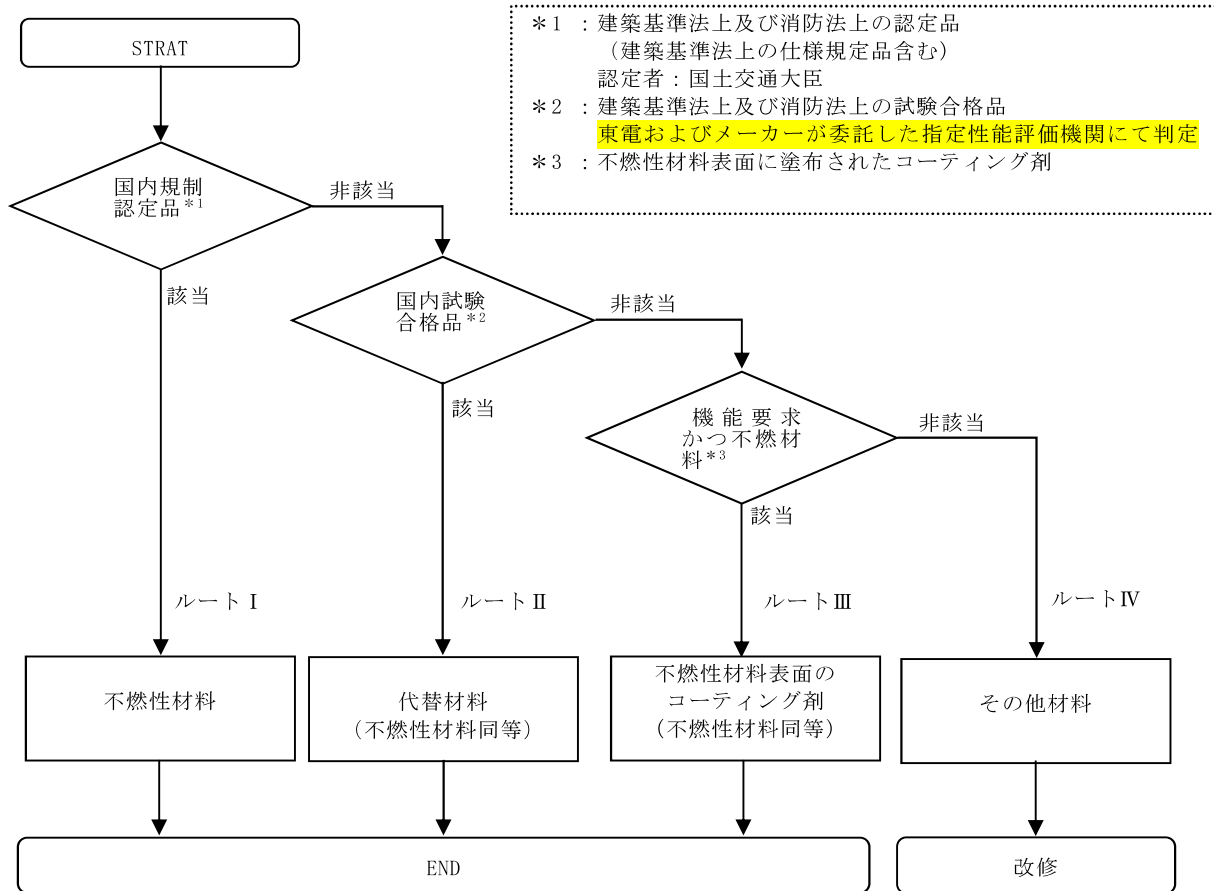 STRAT
＊1 ：建築基準法上及び消防法上の認定品
（建築基準法上の仕様規定品含む）
認定者：国土交通大臣
＊2 ：建築基準法上及び消防法上の試験合格品
東電およびメーカーが委託した指定性能評価機関にて判定
＊3 ：不燃性材料表面に塗布されたコーティング剤
国内規制
認定品＊1
非該当
該当
国内試験
合格品＊2
非該当
該当
機能要求
かつ不燃材
料＊3
非該当
該当
ルートⅠ
ルートⅡ
ルートⅢ
ルートⅣ
不燃性材料
代替材料
（不燃性材料同等）
不燃性材料表面の
コーティング剤
（不燃性材料同等）
その他材料
END
改修